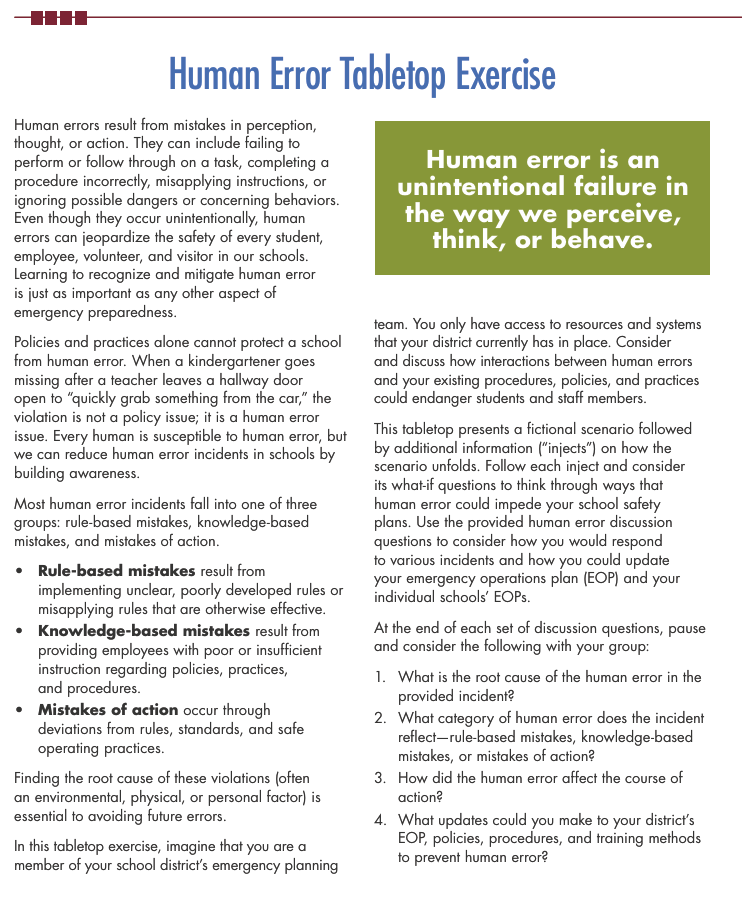 Human Error Tabletop Exercise
Human errors result from mistakes in perception,
thought, or action. They can include failing to
perform or follow through on a task, completing a
procedure incorrectly, misapplying instructions, or
ignoring possible dangers or concerning behaviors.
Even though they occur unintentionally, human
errors can jeopardize the safety of every student,
employee, volunteer, and visitor in our schools.
Learning to recognize and mitigate human error
is just as important as any other aspect of
emergency preparedness.
Policies and practices alone cannot protect a school
from human error. When a kindergartener goes
missing after a teacher leaves a hallway door
open to “quickly grab something from the car,” the
violation is not a policy issue; it is a human error
issue. Every human is susceptible to human error, but
we can reduce human error incidents in schools by
building awareness.
Most human error incidents fall into one of three
groups: rule-based mistakes, knowledge-based
mistakes, and mistakes of action.
• Rule-based mistakes result from
implementing unclear, poorly developed rules or
misapplying rules that are otherwise effective.
• Knowledge-based mistakes result from
providing employees with poor or insufficient
instruction regarding policies, practices,
and procedures.
• Mistakes of action occur through
deviations from rules, standards, and safe
operating practices.
Finding the root cause of these violations (often
an environmental, physical, or personal factor) is
essential to avoiding future errors.
In this tabletop exercise, imagine that you are a
member of your school district’s emergency planning
Human error is an
unintentional failure in
the way we perceive,
think, or behave.
team. You only have access to resources and systems
that your district currently has in place. Consider
and discuss how interactions between human errors
and your existing procedures, policies, and practices
could endanger students and staff members.
This tabletop presents a fictional scenario followed
by additional information (“injects”) on how the
scenario unfolds. Follow each inject and consider
its what-if questions to think through ways that
human error could impede your school safety
plans. Use the provided human error discussion
questions to consider how you would respond
to various incidents and how you could update
your emergency operations plan (EOP) and your
individual schools’ EOPs.
At the end of each set of discussion questions, pause
and consider the following with your group:
1. What is the root cause of the human error in the
provided incident?
2. What category of human error does the incident
reflect—rule-based mistakes, knowledge-based
mistakes, or mistakes of action?
3. How did the human error affect the course of
action?
4. What updates could you make to your district’s
EOP, policies, procedures, and training methods
to prevent human error?